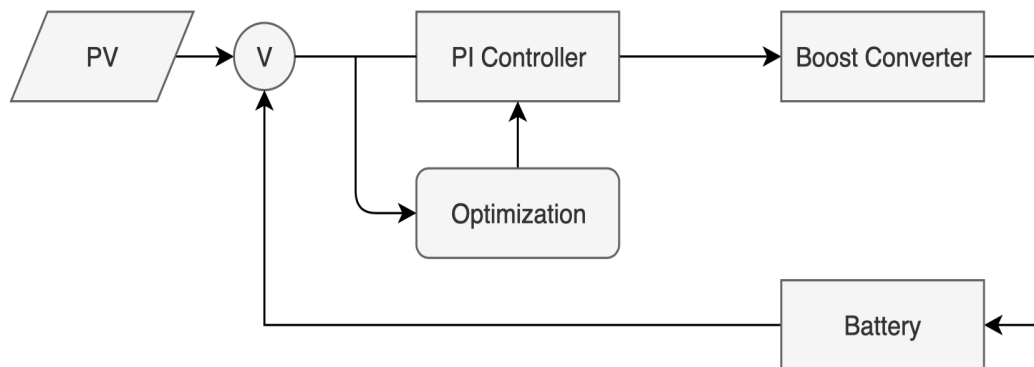 PV
V
PI Controller
Boost Converter
Optimization
Battery